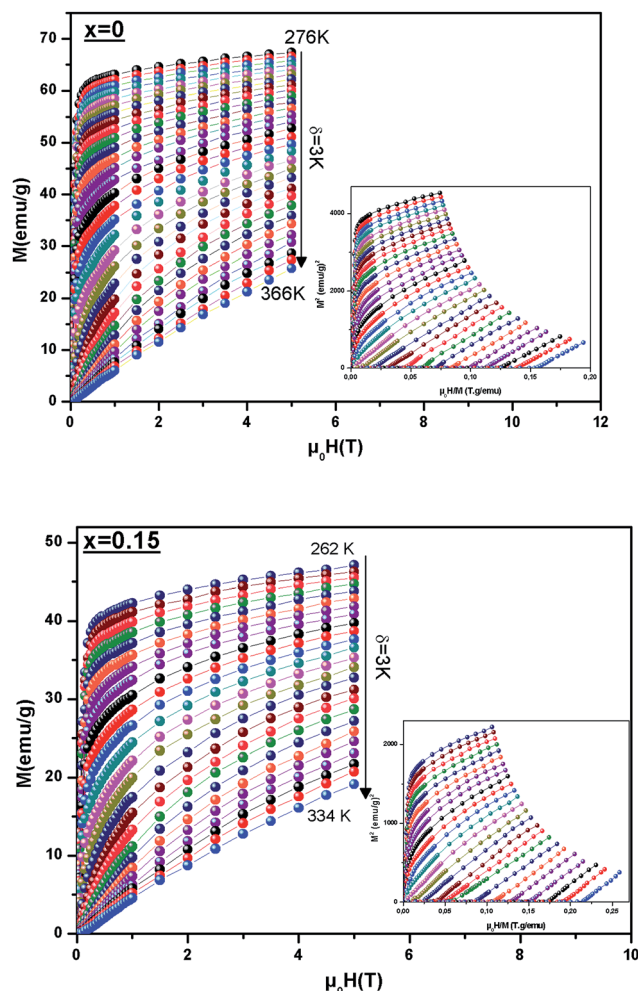 x=0
276K
δ=3K
366K
M(emu/g)
70
60
50
40
30
20
10
0
0 2 4 6 8 10 12
μ₀H(T)
M² (emu/g)²
4000
2000
0
0,00 0,05 0,10 0,15 0,20
μ₀H/M (T.g/emu)
x=0.15
262 K
δ=3K
334 K
M(emu/g)
50
40
30
20
10
0
0 2 4 6 8 10
μ₀H(T)
M² (emu/g)²
2000
1000
0
0,00 0,05 0,10 0,15 0,20 0,25
μ₀H/M (T.g/emu)